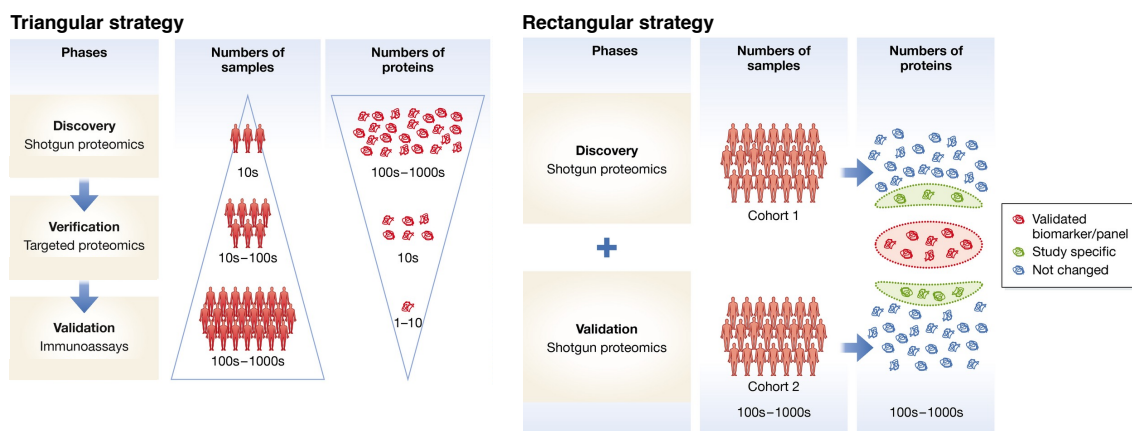 Triangular strategy
Phases
Numbers of
samples
Numbers of
proteins
Discovery
Shotgun proteomics
10s
100s–1000s
Verification
Targeted proteomics
10s–100s
10s
Validation
Immunoassays
100s–1000s
1–10
Rectangular strategy
Phases
Numbers of
samples
Numbers of
proteins
Discovery
Shotgun proteomics
Cohort 1
Validation
Shotgun proteomics
Cohort 2
100s–1000s
100s–1000s
Validated
biomarker/panel
Study specific
Not changed